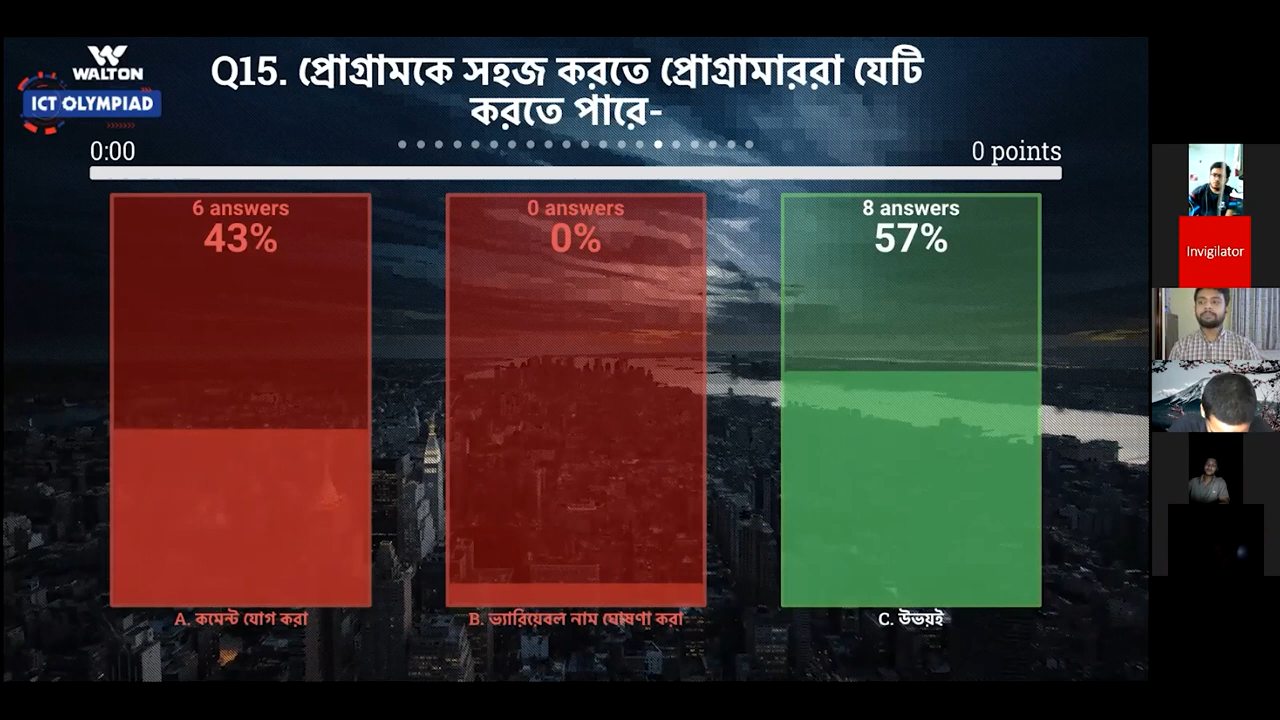 WALTON
ICT OLYMPIAD
Q15. প্রোগ্রামকে সহজ করতে প্রোগ্রামাররা যেটি
করতে পারে-
0:00
0 points
6 answers
43%
0 answers
0%
8 answers
57%
A. কমেন্ট যোগ করা
B. ভ্যারিয়েবল নাম ঘোষণা করা
C. উভয়ই
Invigilator